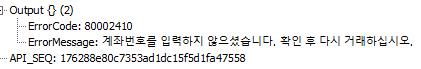 Output {} (2)
ErrorCode: 80002410
ErrorMessage: 계좌번호를 입력하지 않으셨습니다. 확인 후 다시 거래하십시오.
API_SEQ: 176288e80c7353ad1dc15f5d1fa47558